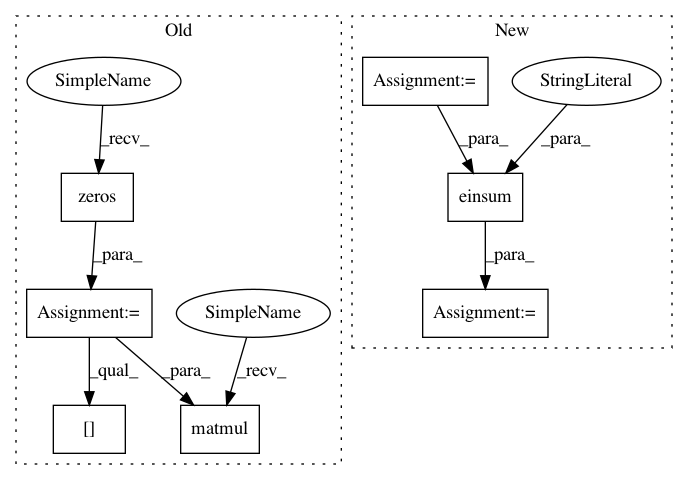 Old
New
SimpleName
Assignment:=
StringLiteral
_recv_
_para_
_para_
zeros
einsum
_para_
_para_
Assignment:=
SimpleName
Assignment:=
_qual_
_para_
_recv_
[]
matmul